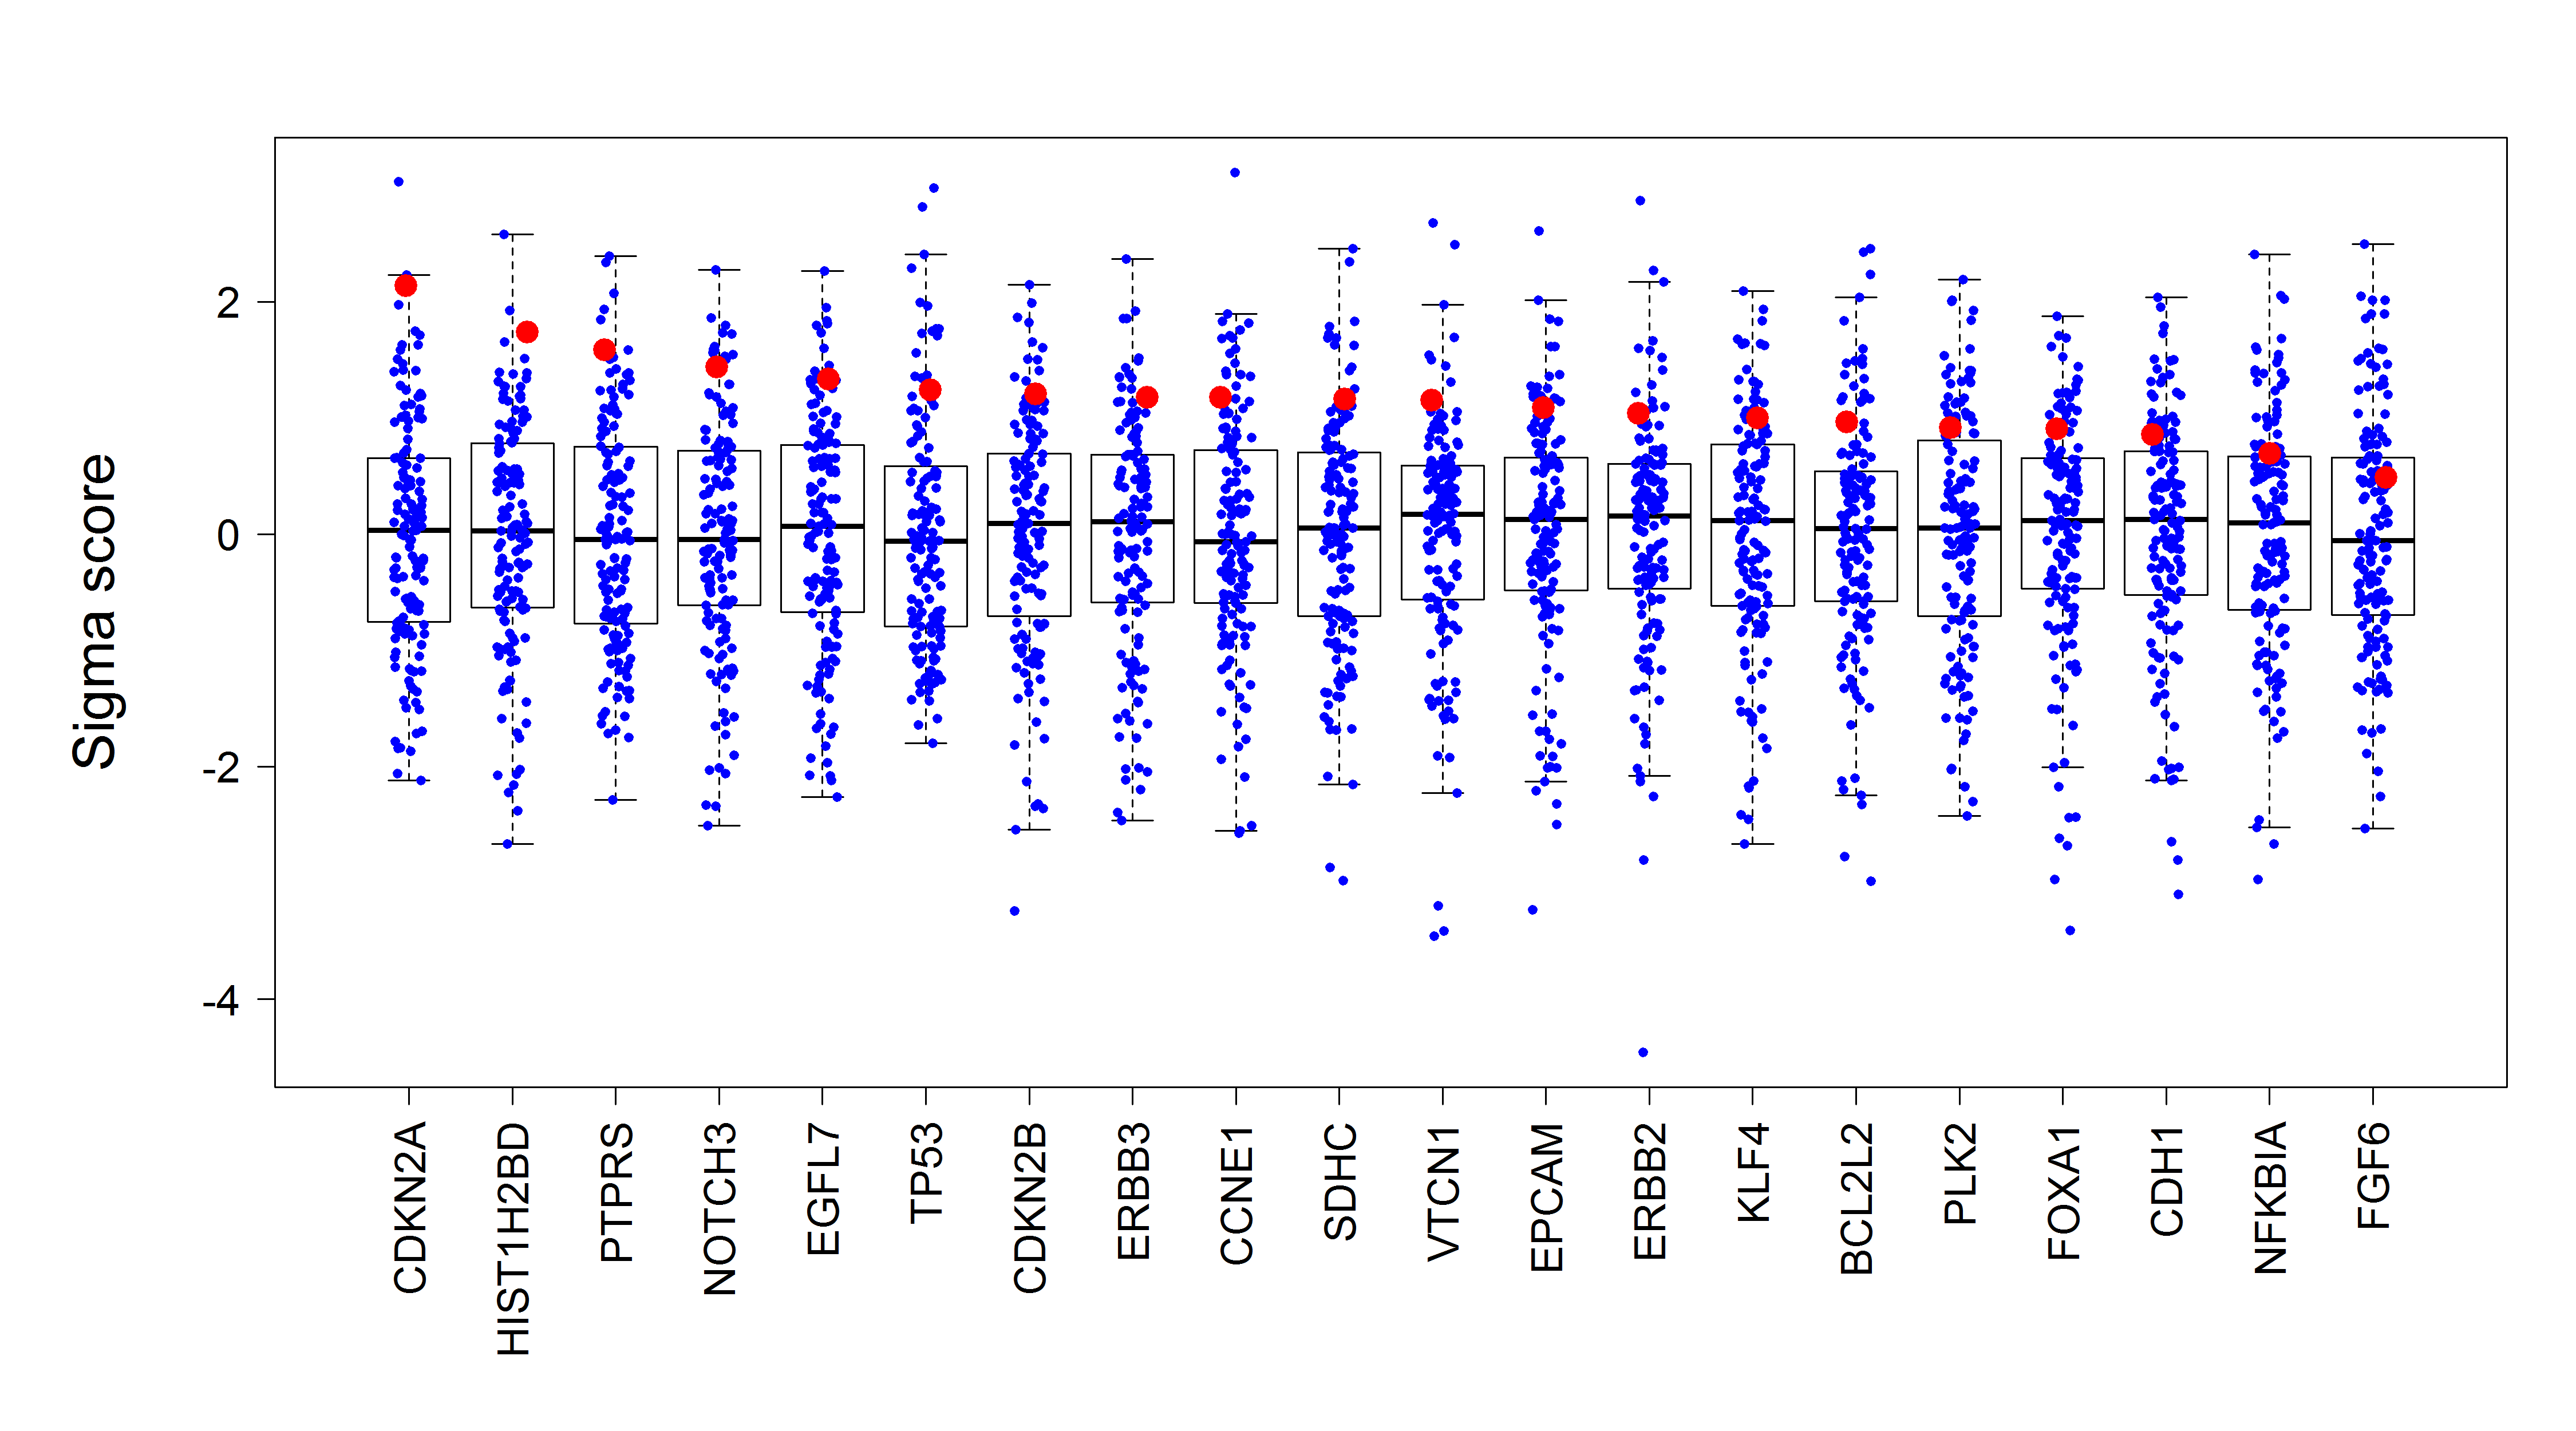 Sigma score
2
0
-2
-4
CDKN2A
HIST1H2BD
PTPRS
NOTCH3
EGFL7
TP53
CDKN2B
ERBB3
CCNE1
SDHC
VTCN1
EPCAM
ERBB2
KLF4
BCL2L2
PLK2
FOXA1
CDH1
NFKBIA
FGF6